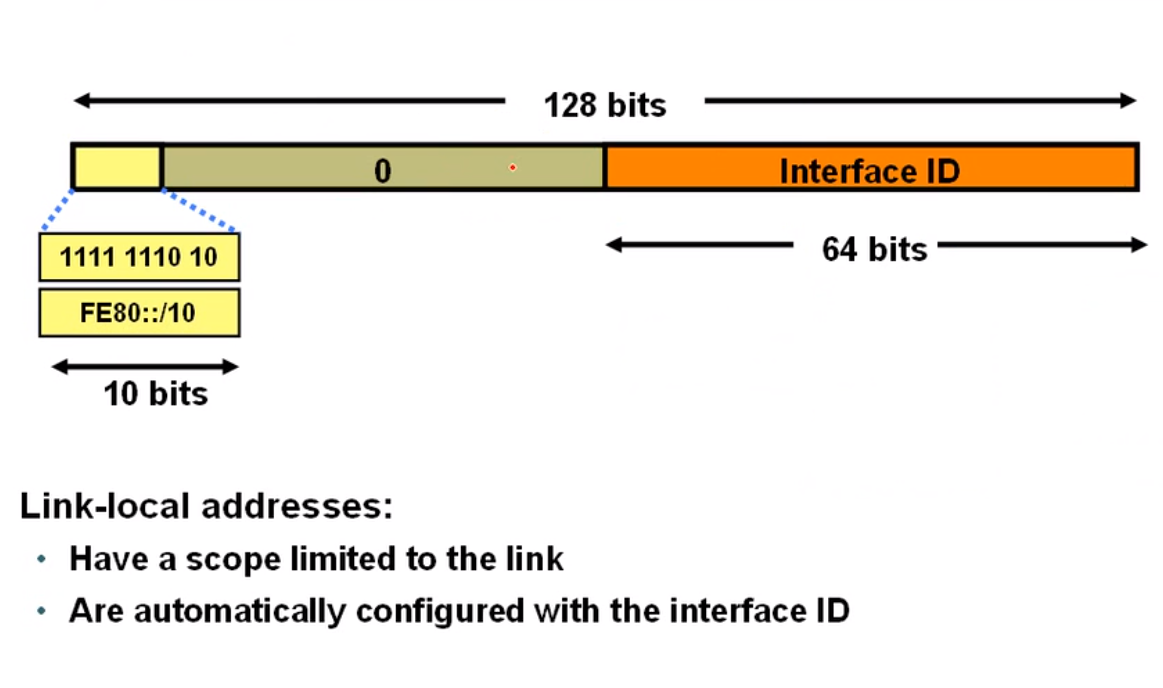 128 bits
0
Interface ID
1111 1110 10
64 bits
FE80::/10
10 bits
Link-local addresses:
• Have a scope limited to the link
• Are automatically configured with the interface ID